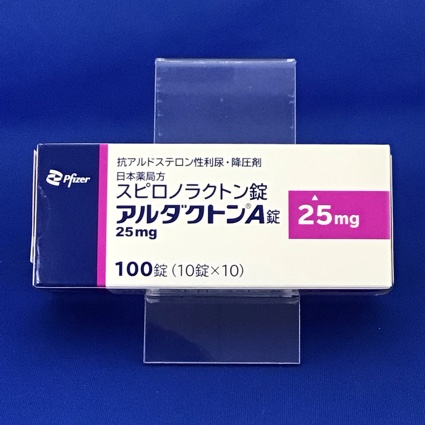 Pfizer
抗アルドステロン性利尿・降圧剤
日本薬局方
スピロノラクトン錠
アルダクトン®A錠
25mg
25mg
100錠(10錠×10)